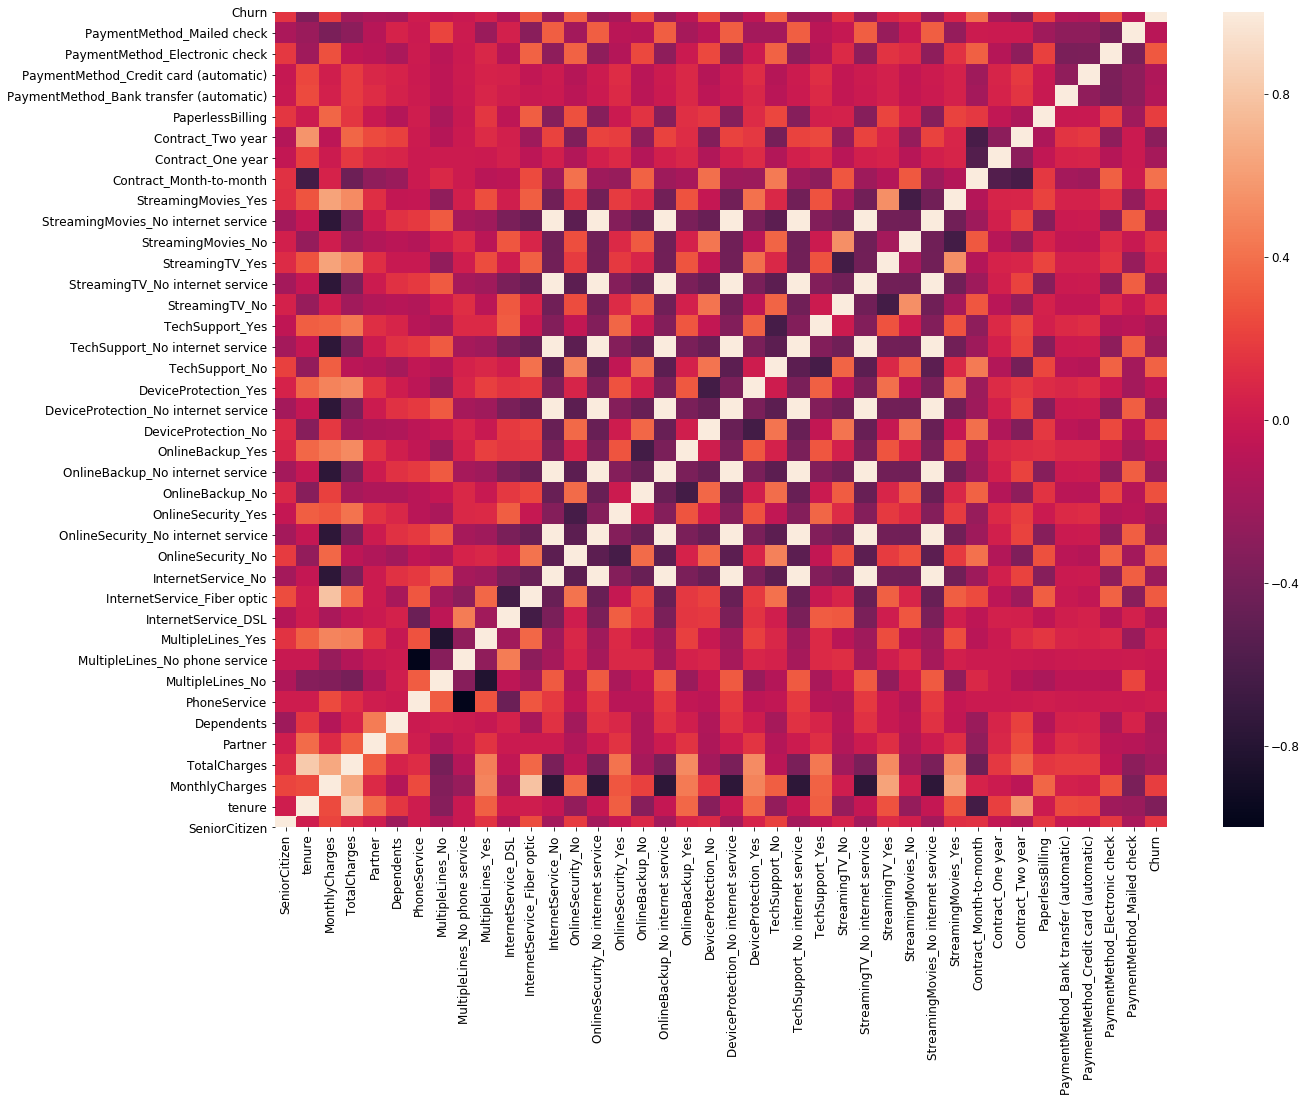 Churn
PaymentMethod_Mailed check
PaymentMethod_Electronic check
PaymentMethod_Credit card (automatic)
PaymentMethod_Bank transfer (automatic)
PaperlessBilling
Contract_Two year
Contract_One year
Contract_Month-to-month
StreamingMovies_Yes
StreamingMovies_No internet service
StreamingMovies_No
StreamingTV_Yes
StreamingTV_No internet service
StreamingTV_No
TechSupport_Yes
TechSupport_No internet service
TechSupport_No
DeviceProtection_Yes
DeviceProtection_No internet service
DeviceProtection_No
OnlineBackup_Yes
OnlineBackup_No internet service
OnlineBackup_No
OnlineSecurity_Yes
OnlineSecurity_No internet service
OnlineSecurity_No
InternetService_No
InternetService_Fiber optic
InternetService_DSL
MultipleLines_Yes
MultipleLines_No phone service
MultipleLines_No
PhoneService
Dependents
Partner
TotalCharges
MonthlyCharges
tenure
SeniorCitizen
SeniorCitizen
tenure
MonthlyCharges
TotalCharges
Partner
Dependents
PhoneService
MultipleLines_No
MultipleLines_No phone service
MultipleLines_Yes
InternetService_DSL
InternetService_Fiber optic
InternetService_No
OnlineSecurity_No
OnlineSecurity_No internet service
OnlineSecurity_Yes
OnlineBackup_No
OnlineBackup_No internet service
OnlineBackup_Yes
DeviceProtection_No
DeviceProtection_No internet service
DeviceProtection_Yes
TechSupport_No
TechSupport_No internet service
TechSupport_Yes
StreamingTV_No
StreamingTV_No internet service
StreamingTV_Yes
StreamingMovies_No
StreamingMovies_No internet service
StreamingMovies_Yes
Contract_Month-to-month
Contract_One year
Contract_Two year
PaperlessBilling
PaymentMethod_Bank transfer (automatic)
PaymentMethod_Credit card (automatic)
PaymentMethod_Electronic check
PaymentMethod_Mailed check
Churn
0.8
0.4
0.0
−0.4
−0.8